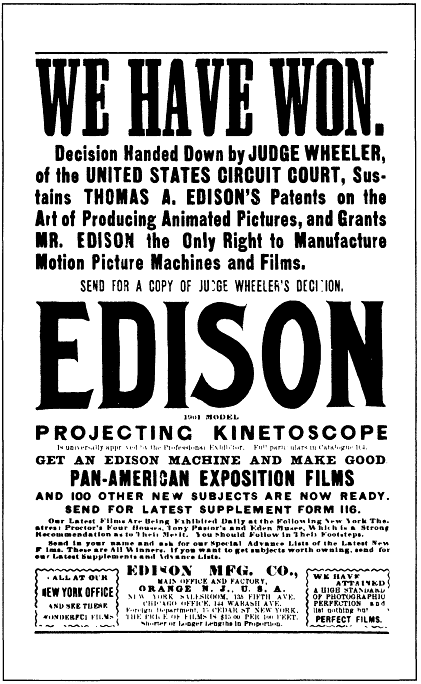 WE HAVE WON.
Decision Handed Down by JUDGE WHEELER,
of the UNITED STATES CIRCUIT COURT, Sus-
tains THOMAS A. EDISON'S Patents on the
Art of Producing Animated Pictures, and Grants
MR. EDISON the Only Right to Manufacture
Motion Picture Machines and Films.
SEND FOR A COPY OF JUDGE WHEELER'S DECISION.
EDISON
1901 MODEL
PROJECTING KINETOSCOPE
Is universally approved by the Professional Exhibitor. Full particulars in Catalogue 104.
GET AN EDISON MACHINE AND MAKE GOOD
PAN-AMERICAN EXPOSITION FILMS
AND 100 OTHER NEW SUBJECTS ARE NOW READY.
SEND FOR LATEST SUPPLEMENT FORM 116.
Our Latest Films Are Being Exhibited Daily at the Following New York The-
atres: Proctor's Four Houses, Tony Pastor's and Eden Musee, Which is a Strong
Recommendation as to Their Merit. You Should Follow in Their Footsteps.
Send in your name and ask for our Special Advance Lists of the Latest New
Films. These are All Winners. If you want to get subjects worth owning, send for
our Latest Supplements and Advance Lists.
CALL AT OUR
NEW YORK OFFICE
AND SEE THESE
WONDERFUL FILMS
EDISON MFG. CO.,
MAIN OFFICE AND FACTORY,
ORANGE N. J., U. S. A.
NEW YORK SALESROOM, 135 FIFTH AVE.
CHICAGO OFFICE, 144 WABASH AVE.
Foreign Department, 15 CEDAR ST NEW YORK.
THE PRICE OF FILMS IS $15.00 PER 100 FEET.
Shorter or Longer Lengths in Proportion.
WE HAVE
ATTAINED
A HIGH STANDARD
OF PHOTOGRAPHIC
PERFECTION and
list nothing but
PERFECT FILMS.